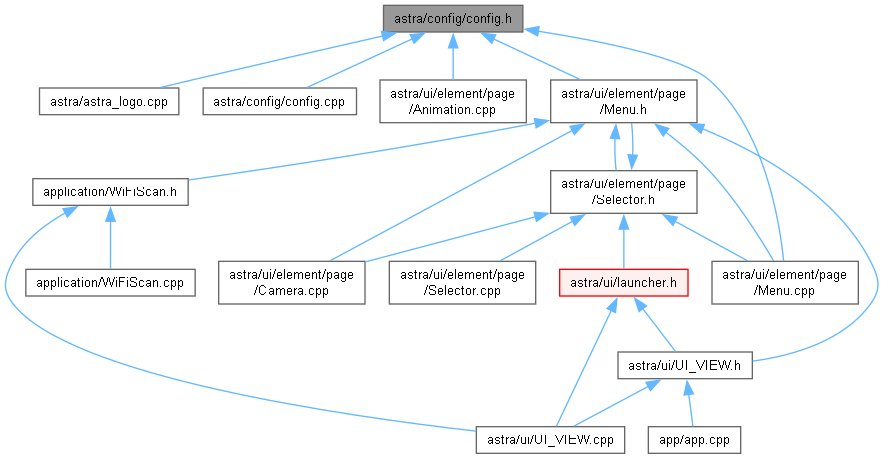 astra/config/config.h
astra/astra_logo.cpp
astra/config/config.cpp
astra/ui/element/page
/Animation.cpp
astra/ui/element/page
/Menu.h
application/WiFiScan.h
astra/ui/element/page
/Selector.h
application/WiFiScan.cpp
astra/ui/element/page
/Camera.cpp
astra/ui/element/page
/Selector.cpp
astra/ui/launcher.h
astra/ui/element/page
/Menu.cpp
astra/ui/UI_VIEW.h
astra/ui/UI_VIEW.cpp
app/app.cpp